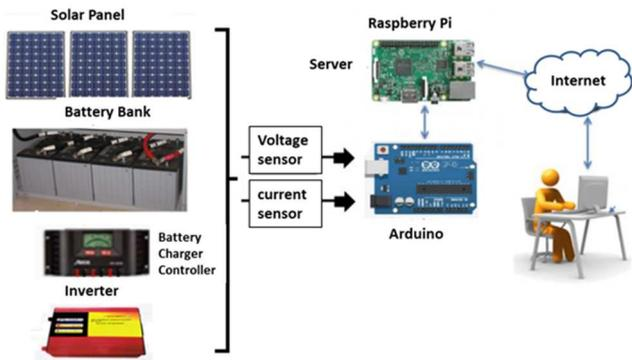 Solar Panel
Battery Bank
Battery
Charger
Controller
Inverter
Voltage
sensor
current
sensor
Raspberry Pi
Server
Arduino
Internet